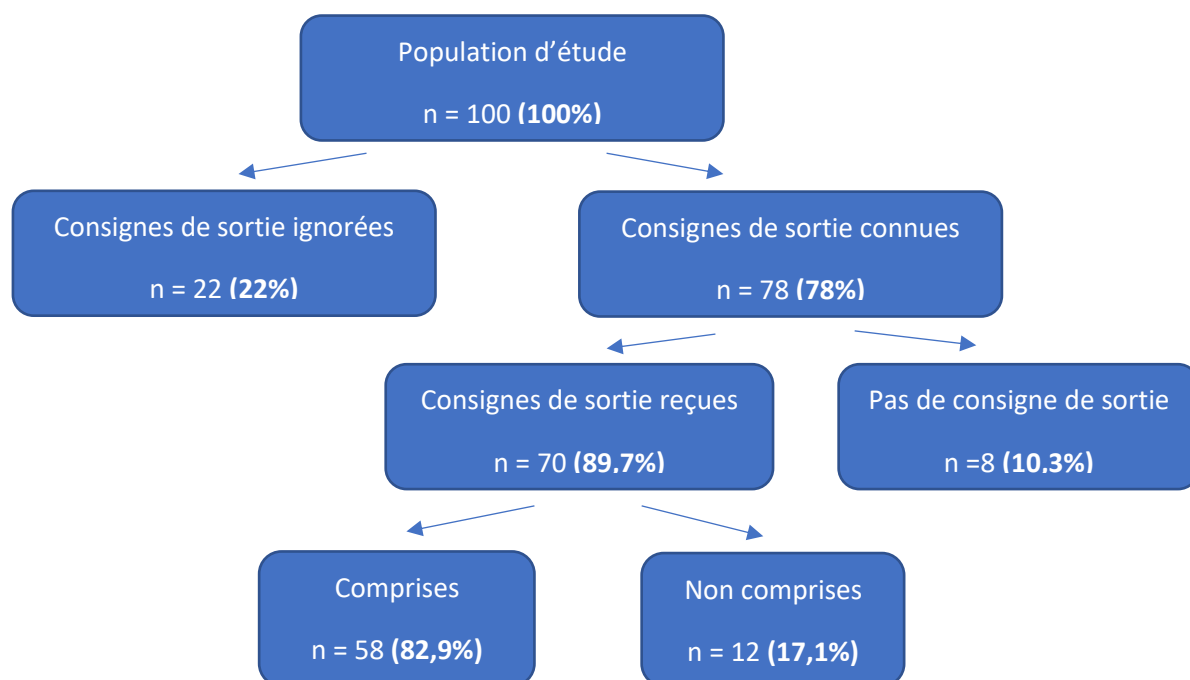 Population d’étude
n = 100 (100%)
Consignes de sortie ignorées
n = 22 (22%)
Consignes de sortie connues
n = 78 (78%)
Consignes de sortie reçues
n = 70 (89,7%)
Pas de consigne de sortie
n =8 (10,3%)
Comprises
n = 58 (82,9%)
Non comprises
n = 12 (17,1%)